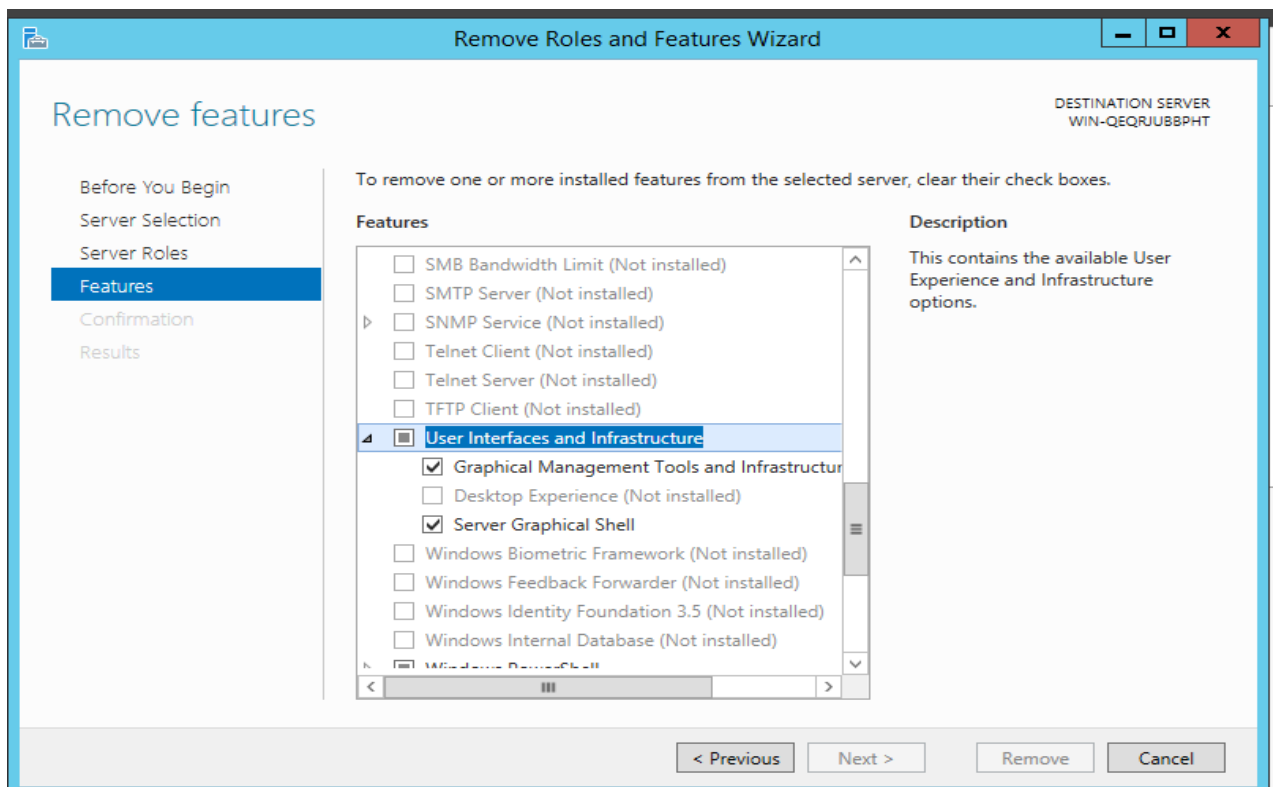 Remove Roles and Features Wizard
Remove features
DESTINATION SERVER
WIN-QEQRJUBBPHT
Before You Begin
Server Selection
Server Roles
Features
Confirmation
Results
To remove one or more installed features from the selected server, clear their check boxes.
Features
SMB Bandwidth Limit (Not installed)
SMTP Server (Not installed)
SNMP Service (Not installed)
Telnet Client (Not installed)
Telnet Server (Not installed)
TFTP Client (Not installed)
User Interfaces and Infrastructure
Graphical Management Tools and Infrastructur
Desktop Experience (Not installed)
Server Graphical Shell
Windows Biometric Framework (Not installed)
Windows Feedback Forwarder (Not installed)
Windows Identity Foundation 3.5 (Not installed)
Windows Internal Database (Not installed)
Windows PowerShell
Description
This contains the available User
Experience and Infrastructure
options.
< Previous
Next >
Remove
Cancel